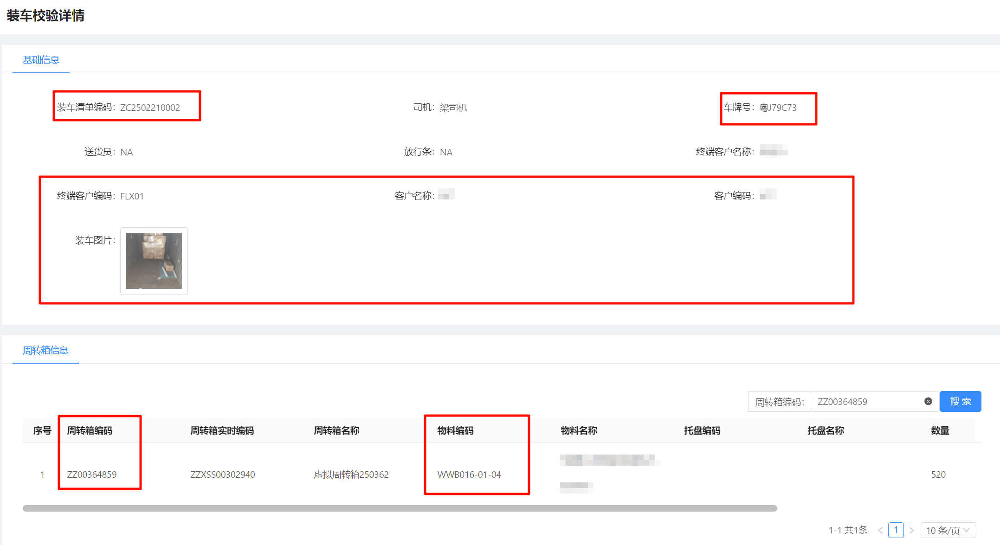 装车校验详情
基础信息
装车清单编码: ZC2502210002 司机: 梁司机 车牌号: 粤J79C73
送货员: NA 放行条: NA 终端客户名称:
终端客户编码: FLX01 客户名称: 客户编码:
装车图片:
周转箱信息
周转箱编码: ZZ00364859 搜 索
序号 周转箱编码 周转箱实时编码 周转箱名称 物料编码 物料名称 托盘编码 托盘名称 数量
1 ZZ00364859 ZZXSS00302940 虚拟周转箱250362 WWB016-01-04 520
1-1 共1条 < 1 > 10 条/页